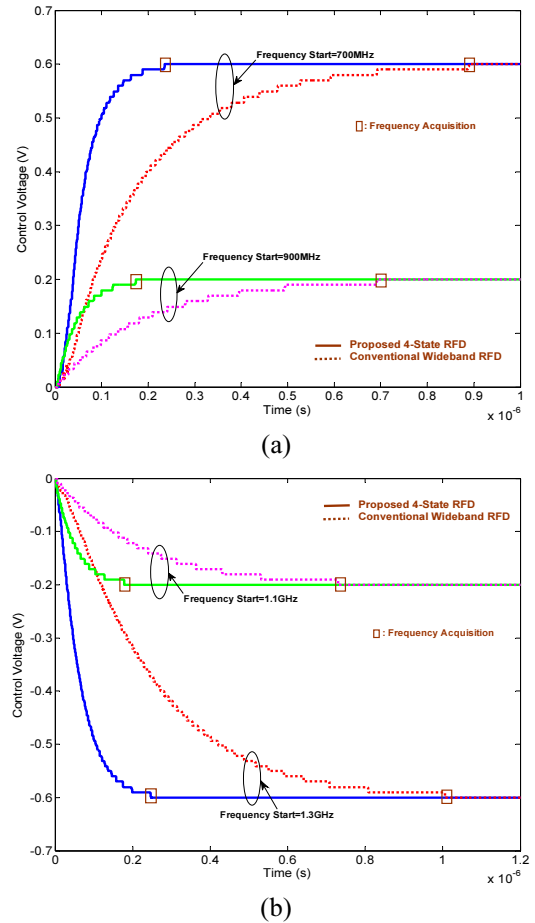 (a)
0.7
0.6
0.5
0.4
0.3
0.2
0.1
0
Control Voltage (V)
Frequency Start=700MHz
: Frequency Acquisition
Frequency Start=900MHz
Proposed 4-State RFD
Conventional Wideband RFD
0 0.1 0.2 0.3 0.4 0.5 0.6 0.7 0.8 0.9 1
Time (s)
x 10-6
(a)
0
-0.1
-0.2
-0.3
-0.4
-0.5
-0.6
-0.7
Control Voltage (V)
Proposed 4-State RFD
Conventional Wideband RFD
Frequency Start=1.1GHz
: Frequency Acquisition
Frequency Start=1.3GHz
0 0.2 0.4 0.6 0.8 1 1.2
Time (s)
x 10-6
(b)